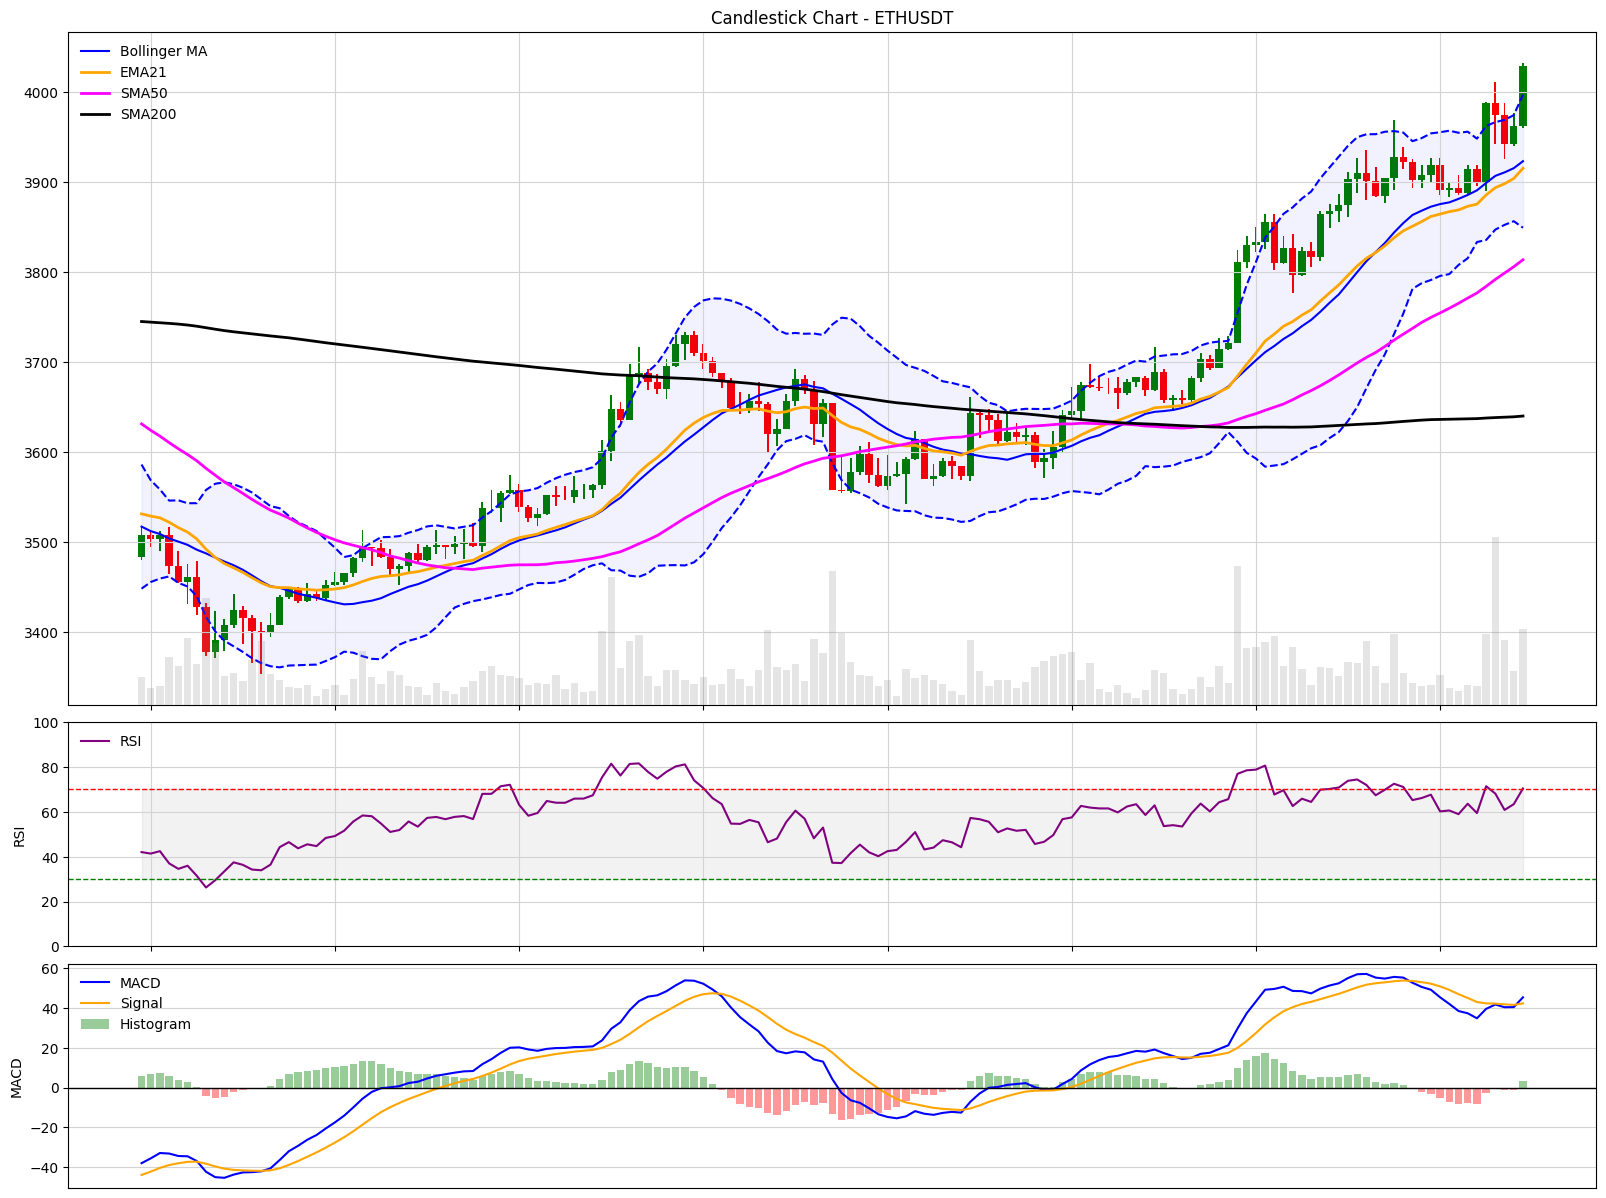 Candlestick Chart - ETHUSDT
Bollinger MA
EMA21
SMA50
SMA200
4000
3900
3800
3700
3600
3500
3400
RSI
100
80
60
40
20
0
RSI
MACD
Signal
Histogram
60
40
20
0
−20
−40
MACD